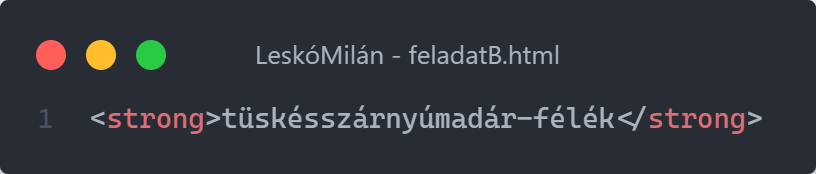 LeskóMilán - feladatB.html
1 <strong>tüskésszárnyúmadár-félék</strong>